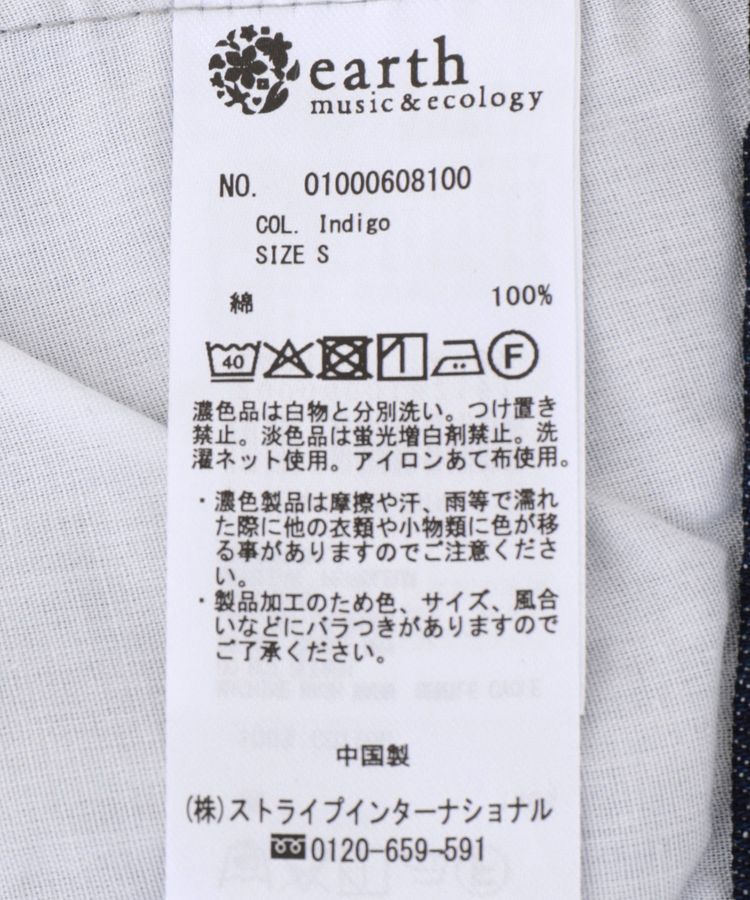 earth
music&ecology
NO. 01000608100
COL. Indigo
SIZE S
綿 100%
40 F
濃色品は白物と分別洗い。つけ置き
禁止。淡色品は蛍光増白剤禁止。洗
濯ネット使用。アイロンあて布使用。
・濃色製品は摩擦や汗、雨等で濡れ
た際に他の衣類や小物類に色が移
る事がありますのでご注意くださ
い。
・製品加工のため色、サイズ、風合
いなどにバラつきがありますので
ご了承ください。
中国製
(株)ストライプインターナショナル
0120-659-591